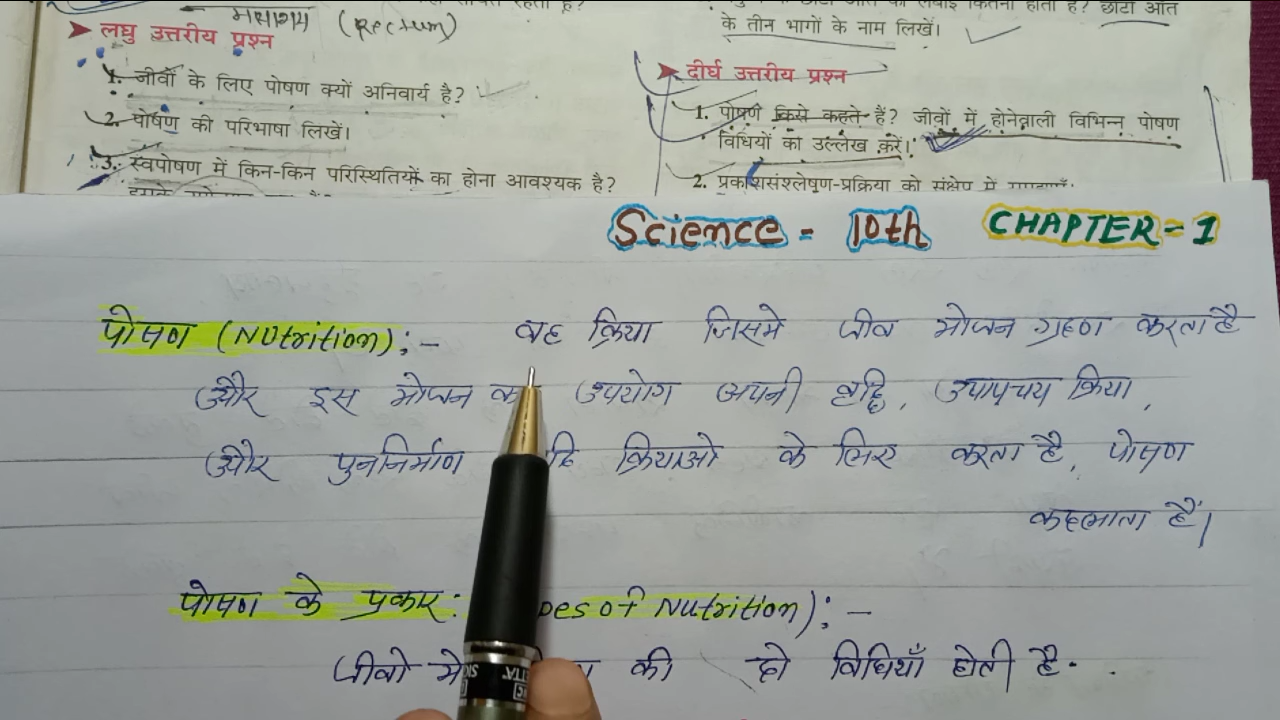 मलाशय (Rectum)
लघु उत्तरीय प्रश्न
1. जीवों के लिए पोषण क्यों अनिवार्य है?
2. पोषण की परिभाषा लिखें।
3. स्वपोषण में किन-किन परिस्थितियों का होना आवश्यक है?
छोटी आँत
के तीन भागों के नाम लिखें।
दीर्घ उत्तरीय प्रश्न
1. पोषण किसे कहते हैं? जीवों में होनेवाली विभिन्न पोषण
विधियों का उल्लेख करें।
2. प्रकाशसंश्लेषण-प्रक्रिया को संक्षेप में
Science - 10th CHAPTER - 1
पोषण (Nutrition):- वह क्रिया जिसमे जीव भोजन ग्रहण करता है
और इस भोजन का उपयोग अपनी वृद्धि, उपापचय क्रिया,
और पुननिर्माण क्रियाओ के लिए करता है, पोषण
कहलाता है।
पोषण के प्रकार: of Nutrition):-
जीवो मे की दो विधियाँ होती है.